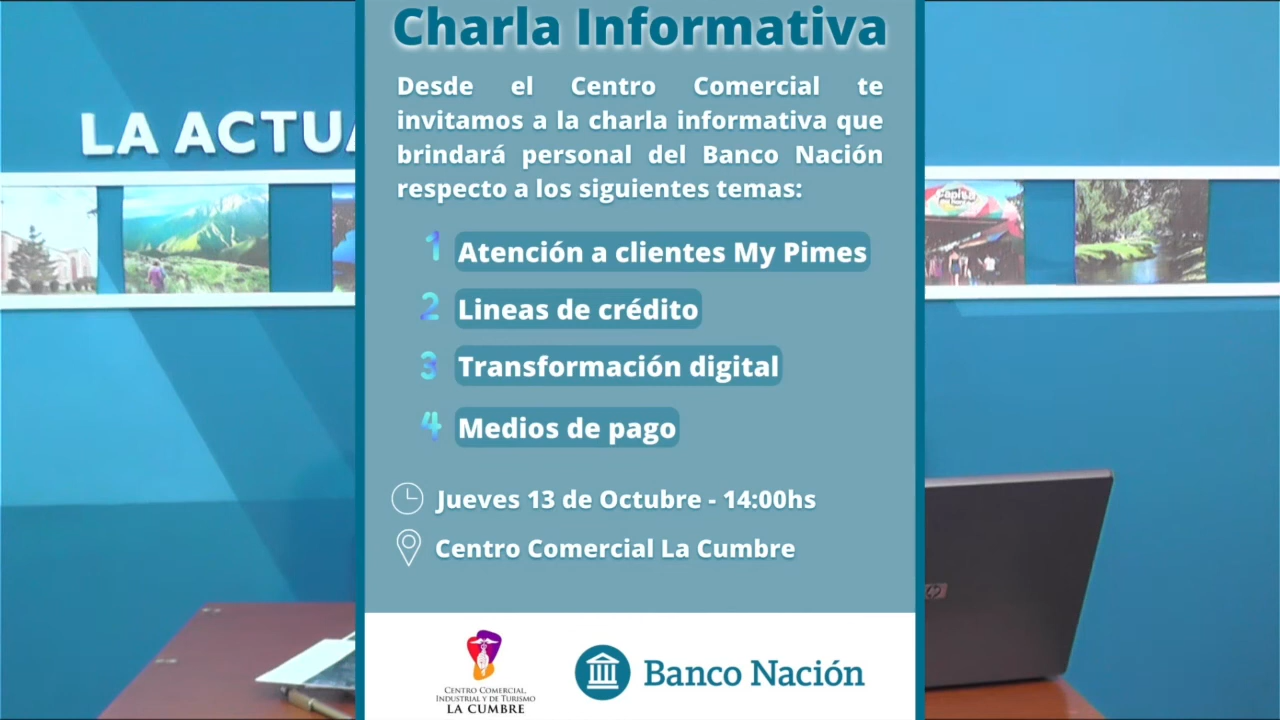 Charla Informativa
LA ACTUA
Desde el Centro Comercial te
invitamos a la charla informativa que
brindará personal del Banco Nación
respecto a los siguientes temas:
1 Atención a clientes My Pimes
2 Lineas de crédito
3 Transformación digital
4 Medios de pago
Jueves 13 de Octubre - 14:00hs
Centro Comercial La Cumbre
hp
CENTRO COMERCIAL,
INDUSTRIAL Y DE TURISMO
LA CUMBRE
Banco Nación